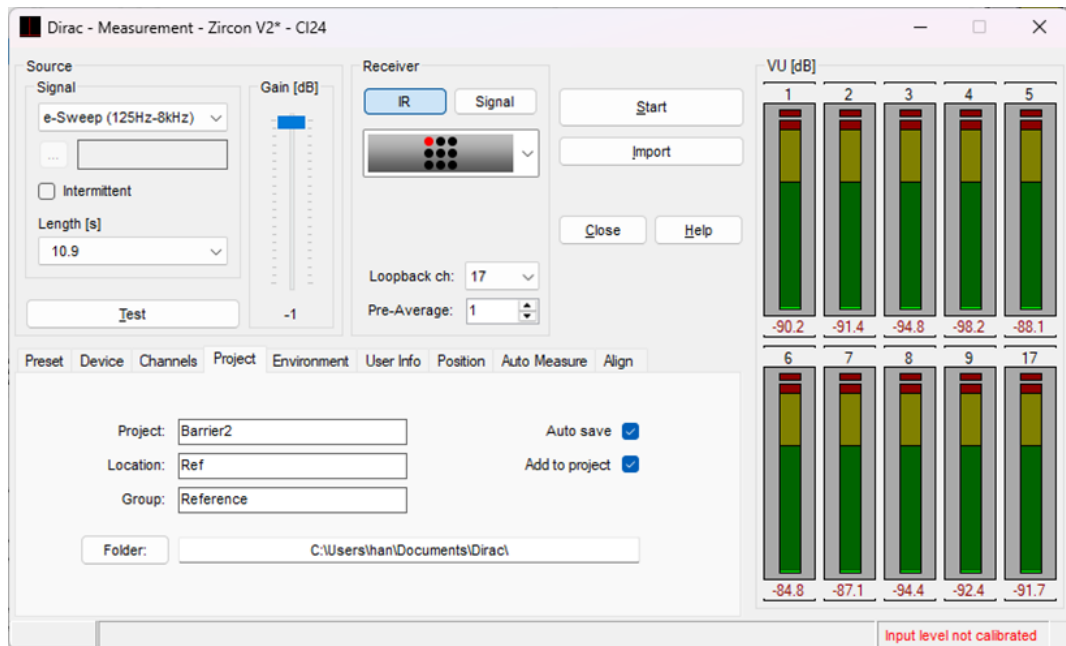 Dirac - Measurement - Zircon V2* - CI24
Source
Signal
e-Sweep (125Hz-8kHz)
...
Intermittent
Length [s]
10.9
Test
Gain [dB]
-1
Receiver
IR
Signal
Loopback ch:
17
Pre-Average:
1
Start
Import
Close
Help
VU [dB]
1 2 3 4 5
-90.2 -91.4 -94.8 -98.2 -88.1
6 7 8 9 17
-84.8 -87.1 -94.4 -92.4 -91.7
Preset Device Channels Project Environment User Info Position Auto Measure Align
Project: Barrier2
Auto save
Location: Ref
Add to project
Group: Reference
Folder: C:\Users\han\Documents\Dirac\
Input level not calibrated